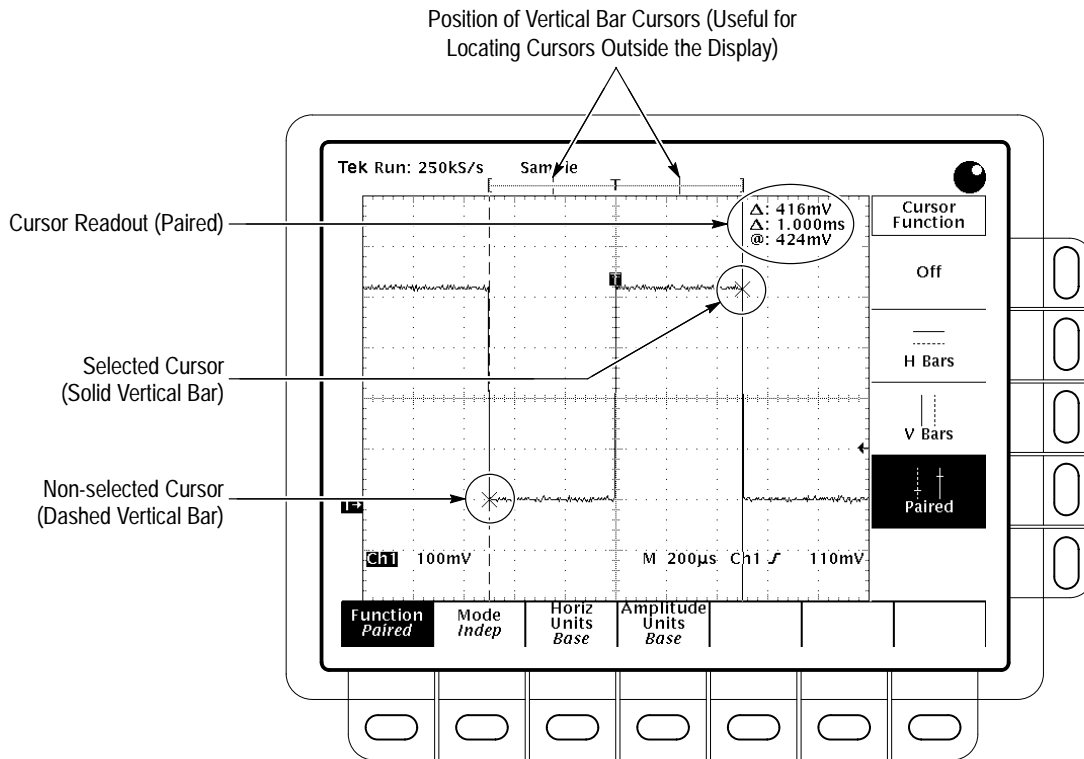 Position of Vertical Bar Cursors (Useful for
Locating Cursors Outside the Display)
Tek Run: 250kS/s Sample
T
Cursor Readout (Paired)
Δ: 416mV
Δ: 1.000ms
@: 424mV
Cursor
Function
Off
T
H Bars
Selected Cursor
(Solid Vertical Bar)
V Bars
Non-selected Cursor
(Dashed Vertical Bar)
1→
Paired
Ch1 100mV M 200µs Ch1 110mV
Function
Paired
Mode
Indep
Horiz
Units
Base
Amplitude
Units
Base